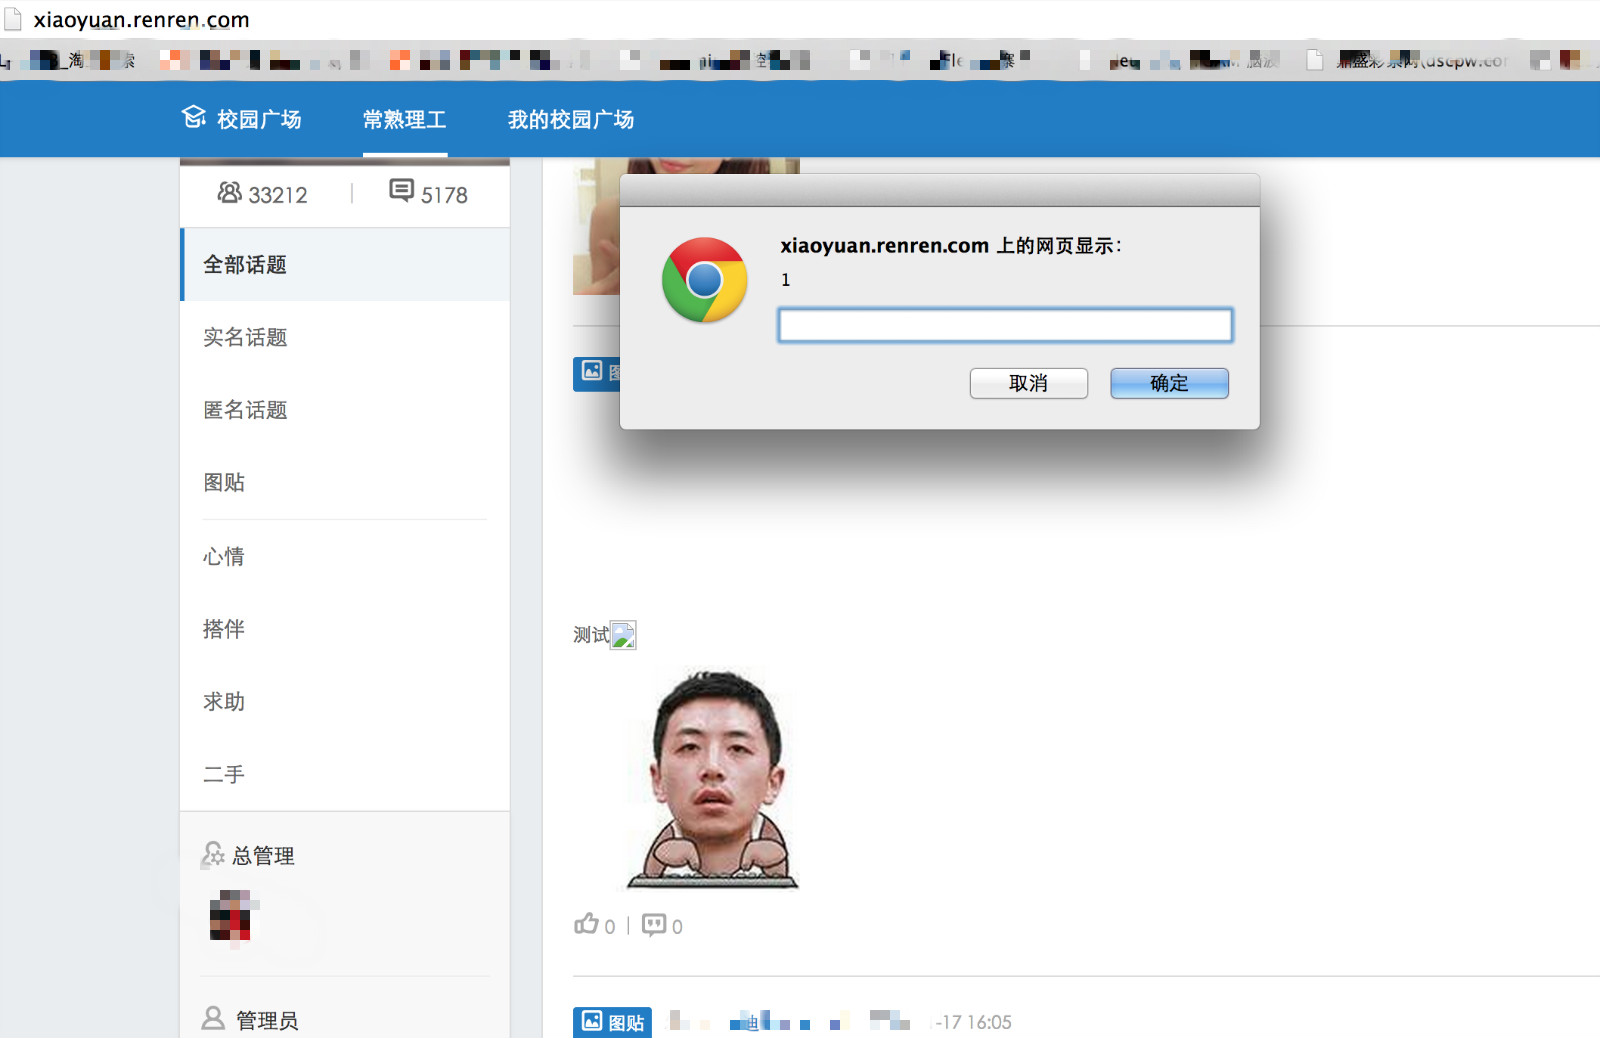 xiaoyuan.renren.com
校园广场
常熟理工
我的校园广场
33212
5178
全部话题
实名话题
匿名话题
图贴
心情
搭伴
求助
二手
总管理
管理员
xiaoyuan.renren.com 上的网页显示：
1
取消
确定
测试
0
0
图贴
-17 16:05